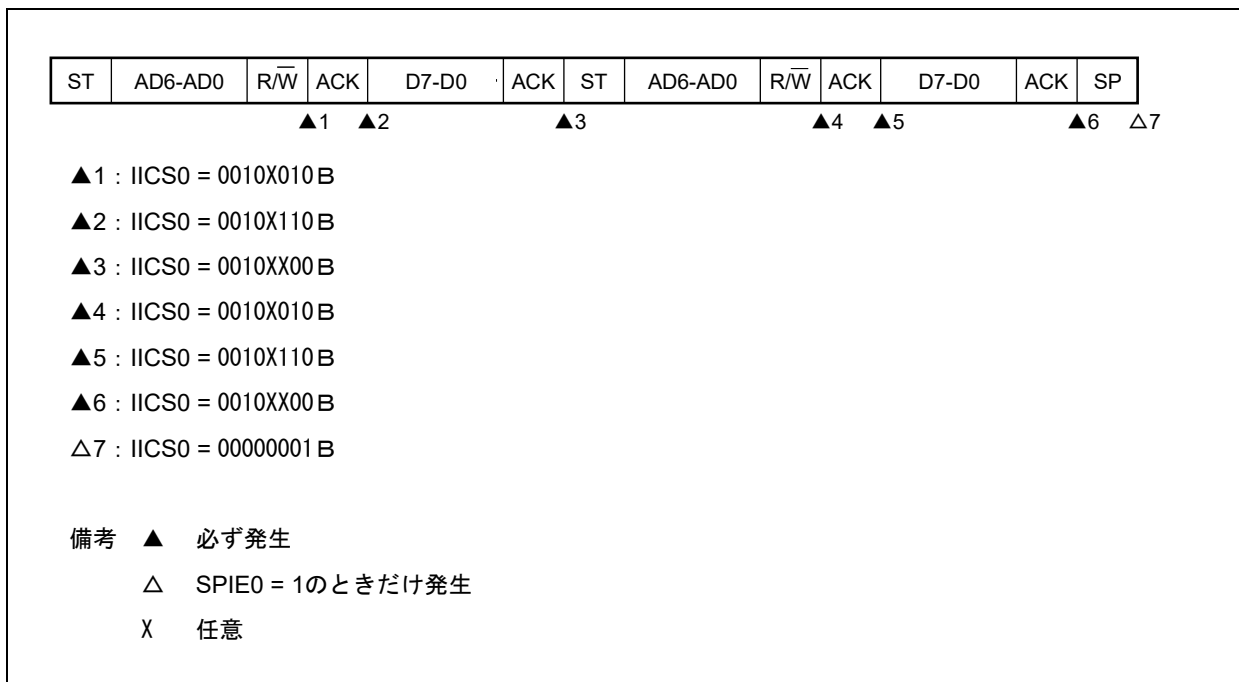 ST AD6-AD0 R/W̅ ACK D7-D0 ACK ST AD6-AD0 R/W̅ ACK D7-D0 ACK SP
▲1 ▲2 ▲3 ▲4 ▲5 ▲6 △7
▲1 : IICS0 = 0010X010B
▲2 : IICS0 = 0010X110B
▲3 : IICS0 = 0010XX00B
▲4 : IICS0 = 0010X010B
▲5 : IICS0 = 0010X110B
▲6 : IICS0 = 0010XX00B
△7 : IICS0 = 00000001B
備考 ▲ 必ず発生
△ SPIE0 = 1のときだけ発生
X 任意